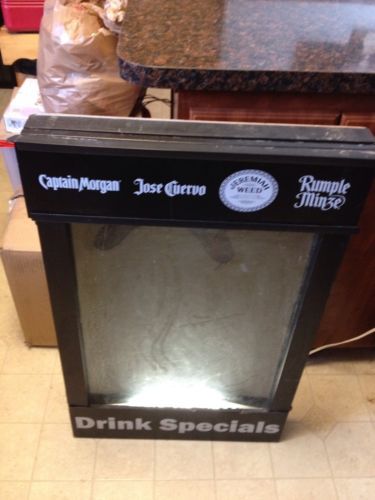 Captain Morgan Jose Cuervo JEREMIAH WEED Rumple Minze
Drink Specials